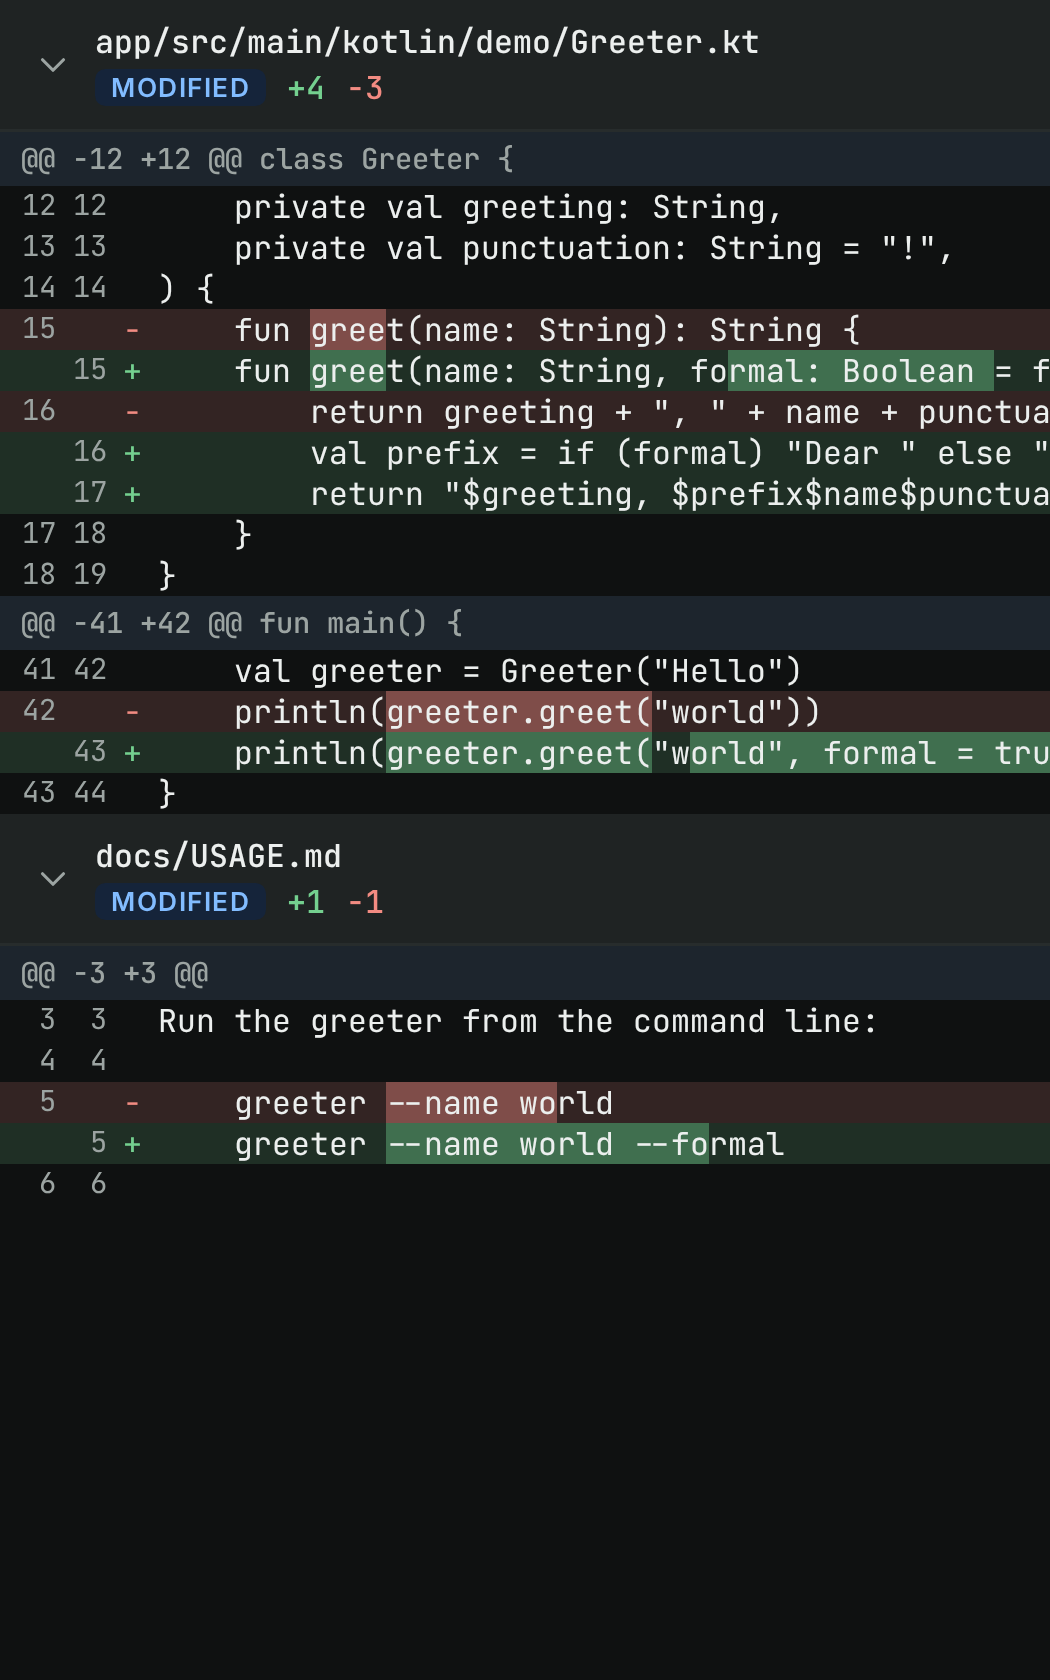 app/src/main/kotlin/demo/Greeter.kt
MODIFIED +4 -3
@@ -12 +12 @@ class Greeter {
12 12     private val greeting: String,
13 13     private val punctuation: String = "!",
14 14 ) {
15 -     fun greet(name: String): String {
15 +     fun greet(name: String, formal: Boolean = f
16 -         return greeting + ", " + name + punctua
16 +         val prefix = if (formal) "Dear " else "
17 +         return "$greeting, $prefix$name$punctua
17 18     }
18 19 }
@@ -41 +42 @@ fun main() {
41 42     val greeter = Greeter("Hello")
42 -     println(greeter.greet("world"))
43 +     println(greeter.greet("world", formal = tru
43 44 }
docs/USAGE.md
MODIFIED +1 -1
@@ -3 +3 @@
3 3 Run the greeter from the command line:
4 4
5 -     greeter --name world
5 +     greeter --name world --formal
6 6